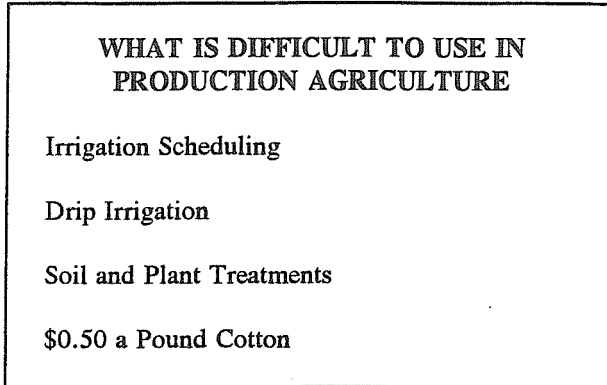 WHAT IS DIFFICULT TO USE IN
PRODUCTION AGRICULTURE
Irrigation Scheduling
Drip Irrigation
Soil and Plant Treatments
$0.50 a Pound Cotton